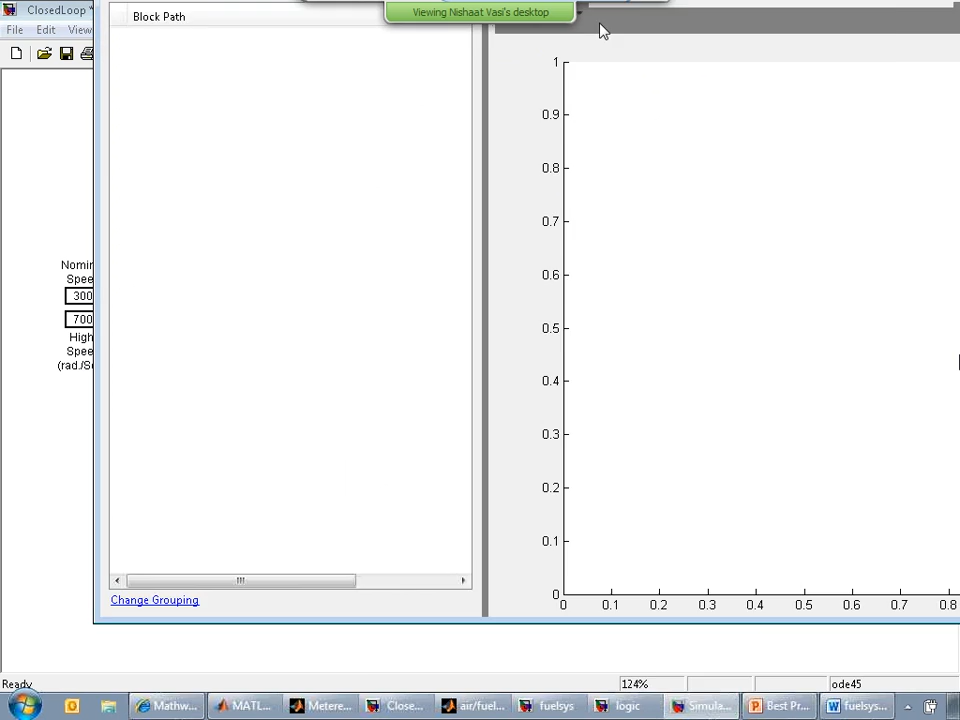 ClosedLoop *
Block Path
Viewing Nishaat Vasi's desktop
File Edit View
1
0.9
0.8
0.7
0.6
0.5
0.4
0.3
0.2
0.1
0
0 0.1 0.2 0.3 0.4 0.5 0.6 0.7 0.8
Nomin
Spee
300
700
High
Spee
(rad./Se
Change Grouping
Ready
124%
ode45
Mathw...
MATL...
Metere...
Close...
air/fuel...
fuelsys
logic
Simula...
Best Pr...
fuelsys...